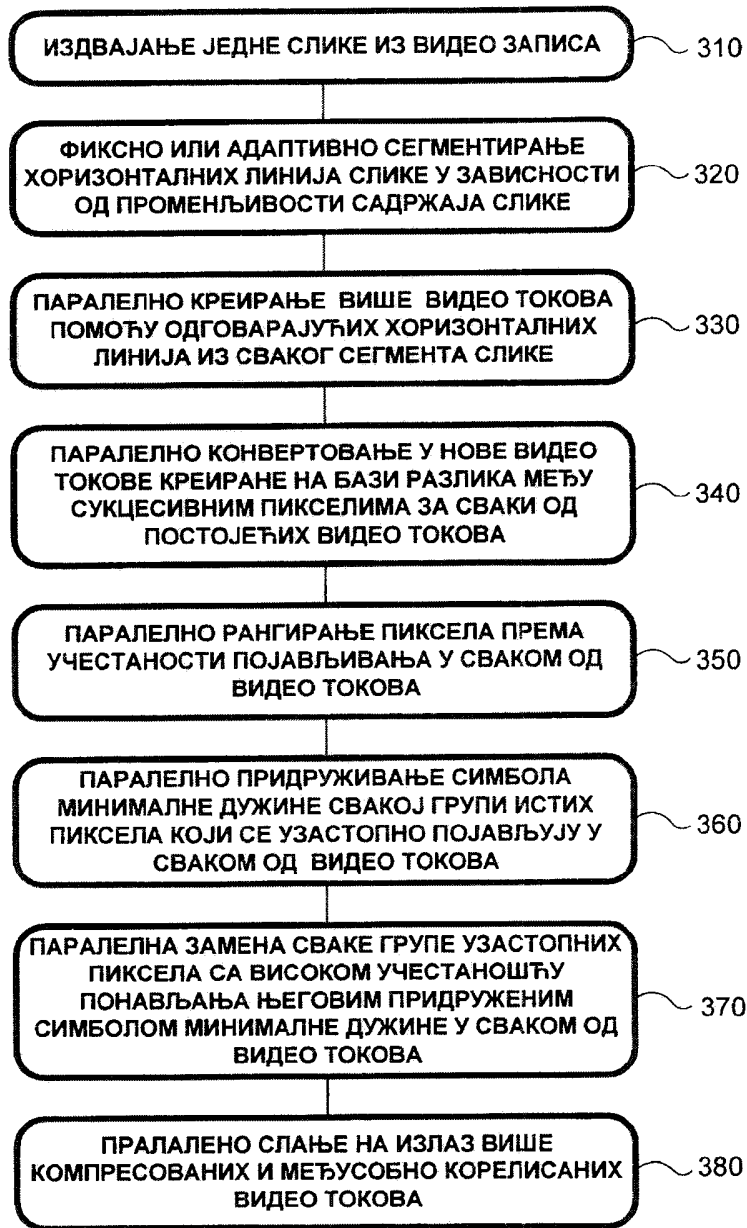 ИЗДВАЈАЊЕ ЈЕДНЕ СЛИКЕ ИЗ ВИДЕО ЗАПИСА
310
ФИКСНО ИЛИ АДАПТИВНО СЕГМЕНТИРАЊЕ
ХОРИЗОНТАЛНИХ ЛИНИЈА СЛИКЕ У ЗАВИСНОСТИ
ОД ПРОМЕНЉИВОСТИ САДРЖАЈА СЛИКЕ
320
ПАРАЛЕЛНО КРЕИРАЊЕ ВИШЕ ВИДЕО ТОКОВА
ПОМОЋУ ОДГОВАРАЈУЋИХ ХОРИЗОНТАЛНИХ
ЛИНИЈА ИЗ СВАКОГ СЕГМЕНТА СЛИКЕ
330
ПАРАЛЕЛНО КОНВЕРТОВАЊЕ У НОВЕ ВИДЕО
ТОКОВЕ КРЕИРАНЕ НА БАЗИ РАЗЛИКА МЕЂУ
СУКЦЕСИВНИМ ПИКСЕЛИМА ЗА СВАКИ ОД
ПОСТОЈЕЋИХ ВИДЕО ТОКОВА
340
ПАРАЛЕЛНО РАНГИРАЊЕ ПИКСЕЛА ПРЕМА
УЧЕСТАНОСТИ ПОЈАВЉИВАЊА У СВАКОМ ОД
ВИДЕО ТОКОВА
350
ПАРАЛЕЛНО ПРИДРУЖИВАЊЕ СИМБОЛА
МИНИМАЛНЕ ДУЖИНЕ СВАКОЈ ГРУПИ ИСТИХ
ПИКСЕЛА КОЈИ СЕ УЗАСТОПНО ПОЈАВЉУЈУ У
СВАКОМ ОД ВИДЕО ТОКОВА
360
ПАРАЛЕЛНА ЗАМЕНА СВАКЕ ГРУПЕ УЗАСТОПНИХ
ПИКСЕЛА СА ВИСОКОМ УЧЕСТАНОШЋУ
ПОНАВЉАЊА ЊЕГОВИМ ПРИДРУЖЕНИМ
СИМБОЛОМ МИНИМАЛНЕ ДУЖИНЕ У СВАКОМ ОД
ВИДЕО ТОКОВА
370
ПРАЛАЛЕНО СЛАЊЕ НА ИЗЛАЗ ВИШЕ
КОМПРЕСОВАНИХ И МЕЂУСОБНО КОРЕЛИСАНИХ
ВИДЕО ТОКОВА
380